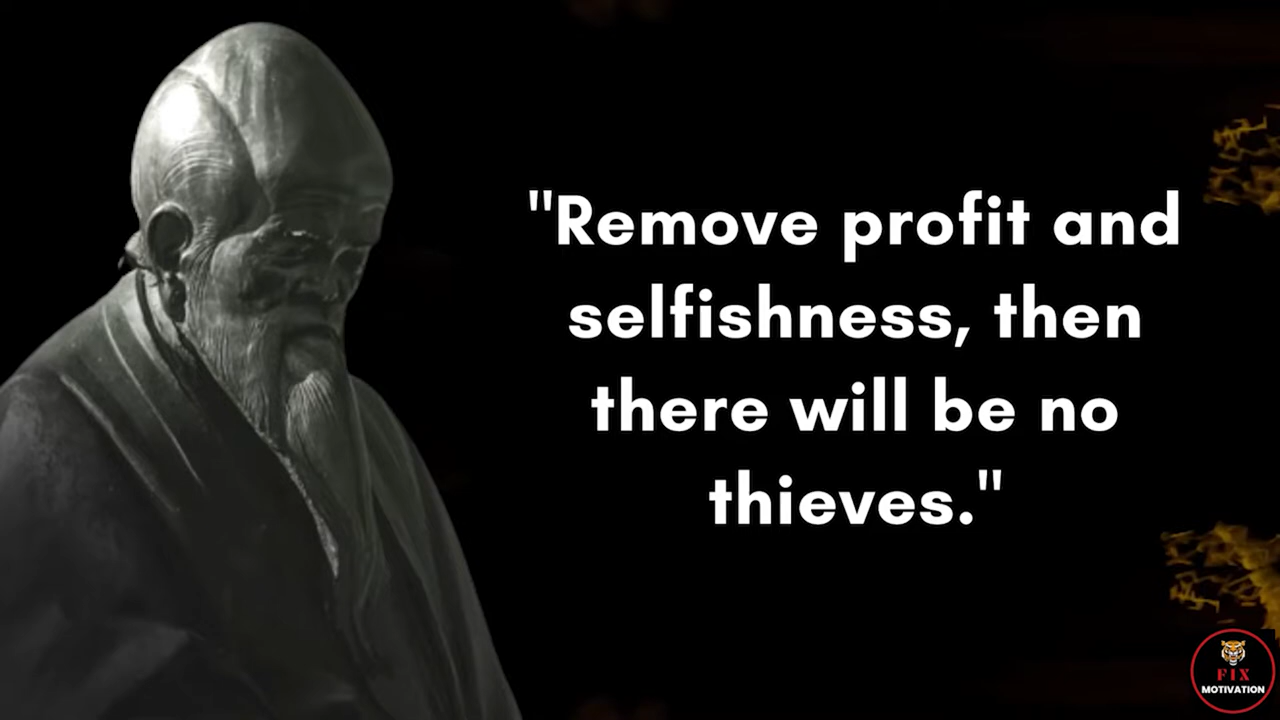 "Remove profit and
selfishness, then
there will be no
thieves."
FIX
MOTIVATION